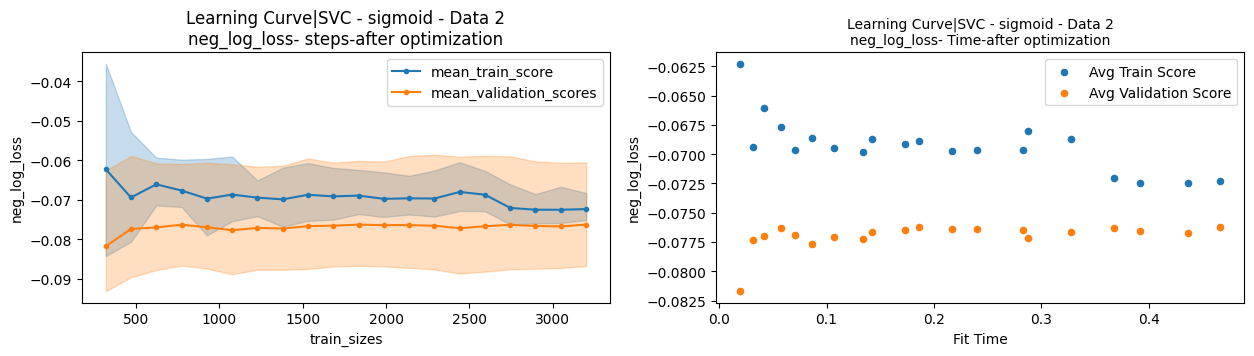 Learning Curve|SVC - sigmoid - Data 2
neg_log_loss- steps-after optimization
mean_train_score
mean_validation_scores
−0.04
−0.05
−0.06
−0.07
−0.08
−0.09
neg_log_loss
500
1000
1500
2000
2500
3000
train_sizes
Learning Curve|SVC - sigmoid - Data 2
neg_log_loss- Time-after optimization
Avg Train Score
Avg Validation Score
−0.0625
−0.0650
−0.0675
−0.0700
−0.0725
−0.0750
−0.0775
−0.0800
−0.0825
neg_log_loss
0.0
0.1
0.2
0.3
0.4
Fit Time